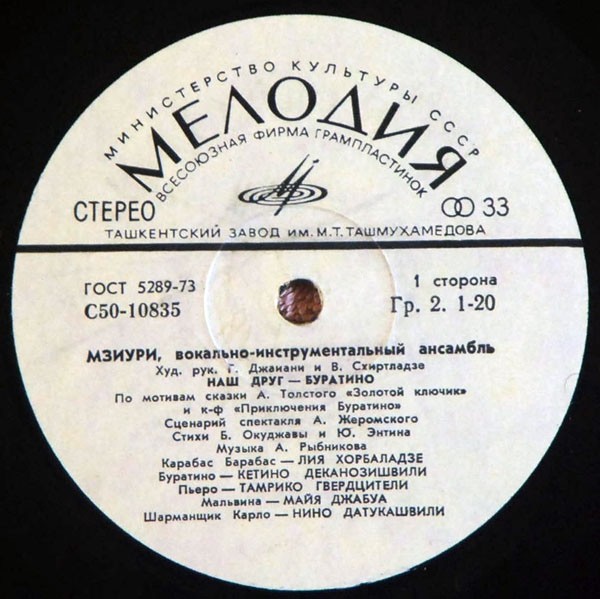 МИНИСТЕРСТВО КУЛЬТУРЫ СССР
МЕЛОДИЯ
ВСЕСОЮЗНАЯ ФИРМА ГРАМПЛАСТИНОК
СТЕРЕО
33
ТАШКЕНТСКИЙ ЗАВОД ИМ. М.Т. ТАШМУХАМЕДОВА
ГОСТ 5289-73
1 сторона
С50-10835
Гр. 2. 1-20
МЗИУРИ, вокально-инструментальный ансамбль
Худ. рук. Г. Джаиани и В. Схиртладзе
НАШ ДРУГ — БУРАТИНО
По мотивам сказки А. Толстого «Золотой ключик»
и к-ф «Приключения Буратино»
Сценарий спектакля А. Жеромского
Стихи Б. Окуджавы и Ю. Энтина
Музыка А. Рыбникова
Карабас Барабас — ЛИЯ ХОРБАЛАДЗЕ
Буратино — КЕТИНО ДЕКАНОЗИШВИЛИ
Пьеро — ТАМРИКО ГВЕРДЦИТЕЛИ
Мальвина — МАЙЯ ДЖАБУА
Шарманщик Карло — НИНО ДАТУКАШВИЛИ